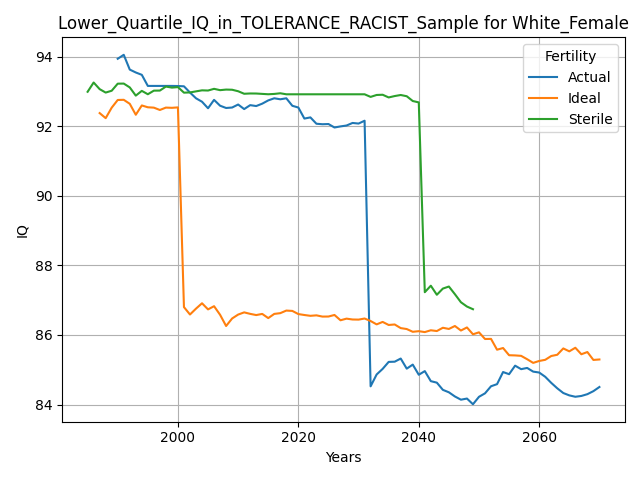 Lower_Quartile_IQ_in_TOLERANCE_RACIST_Sample for White_Female
Fertility
Actual
Ideal
Sterile
IQ
94
92
90
88
86
84
2000
2020
2040
2060
Years